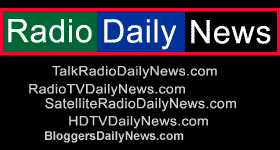 Radio Daily News
TalkRadioDailyNews.com
RadioTVDailyNews.com
SatelliteRadioDailyNews.com
HDTVDailyNews.com
BloggersDailyNews.com